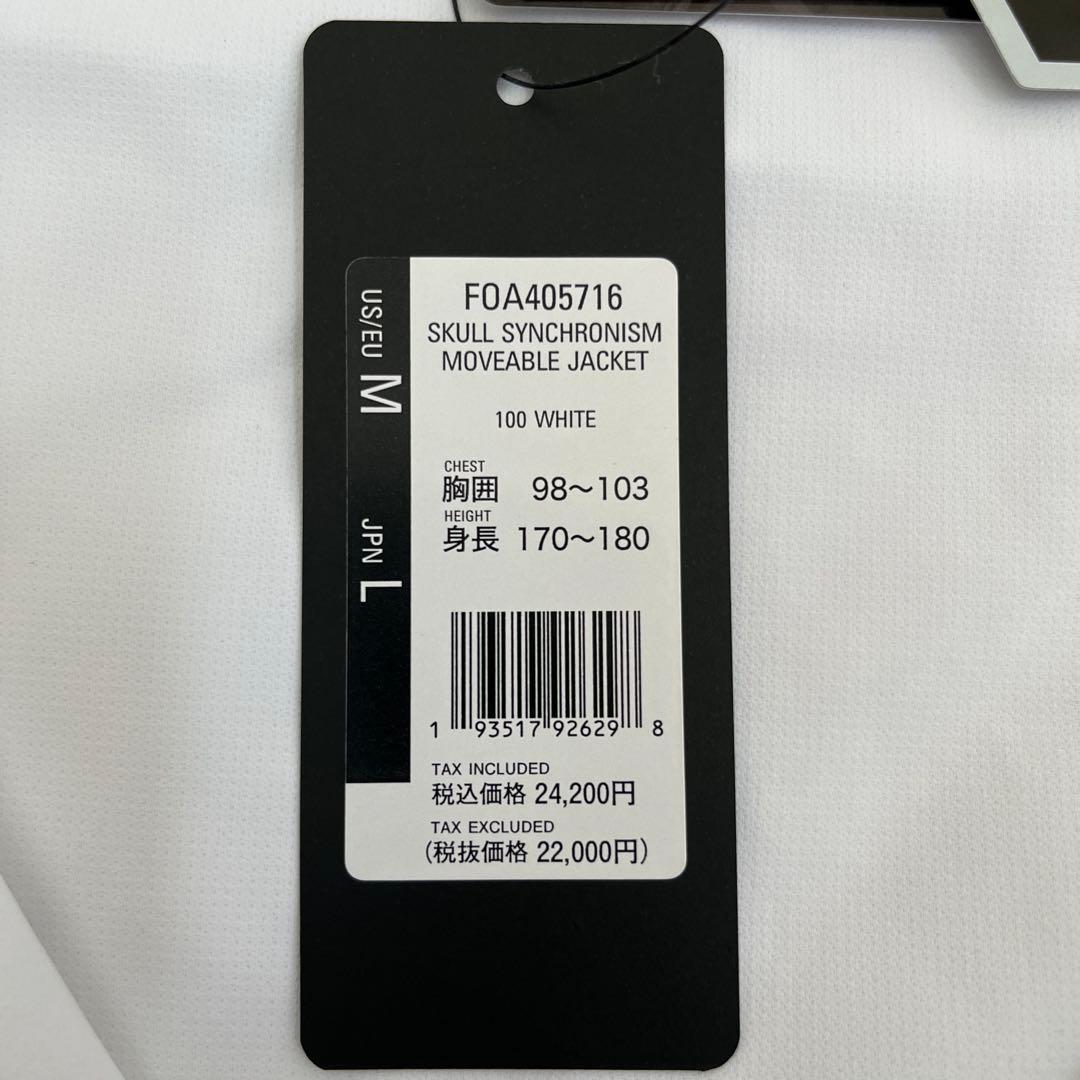 US/EU M
JPN L
FOA405716
SKULL SYNCHRONISM
MOVEABLE JACKET
100 WHITE
CHEST
胸囲 98～103
HEIGHT
身長 170～180
1 93517 92629 8
TAX INCLUDED
税込価格 24,200円
TAX EXCLUDED
(税抜価格 22,000円)